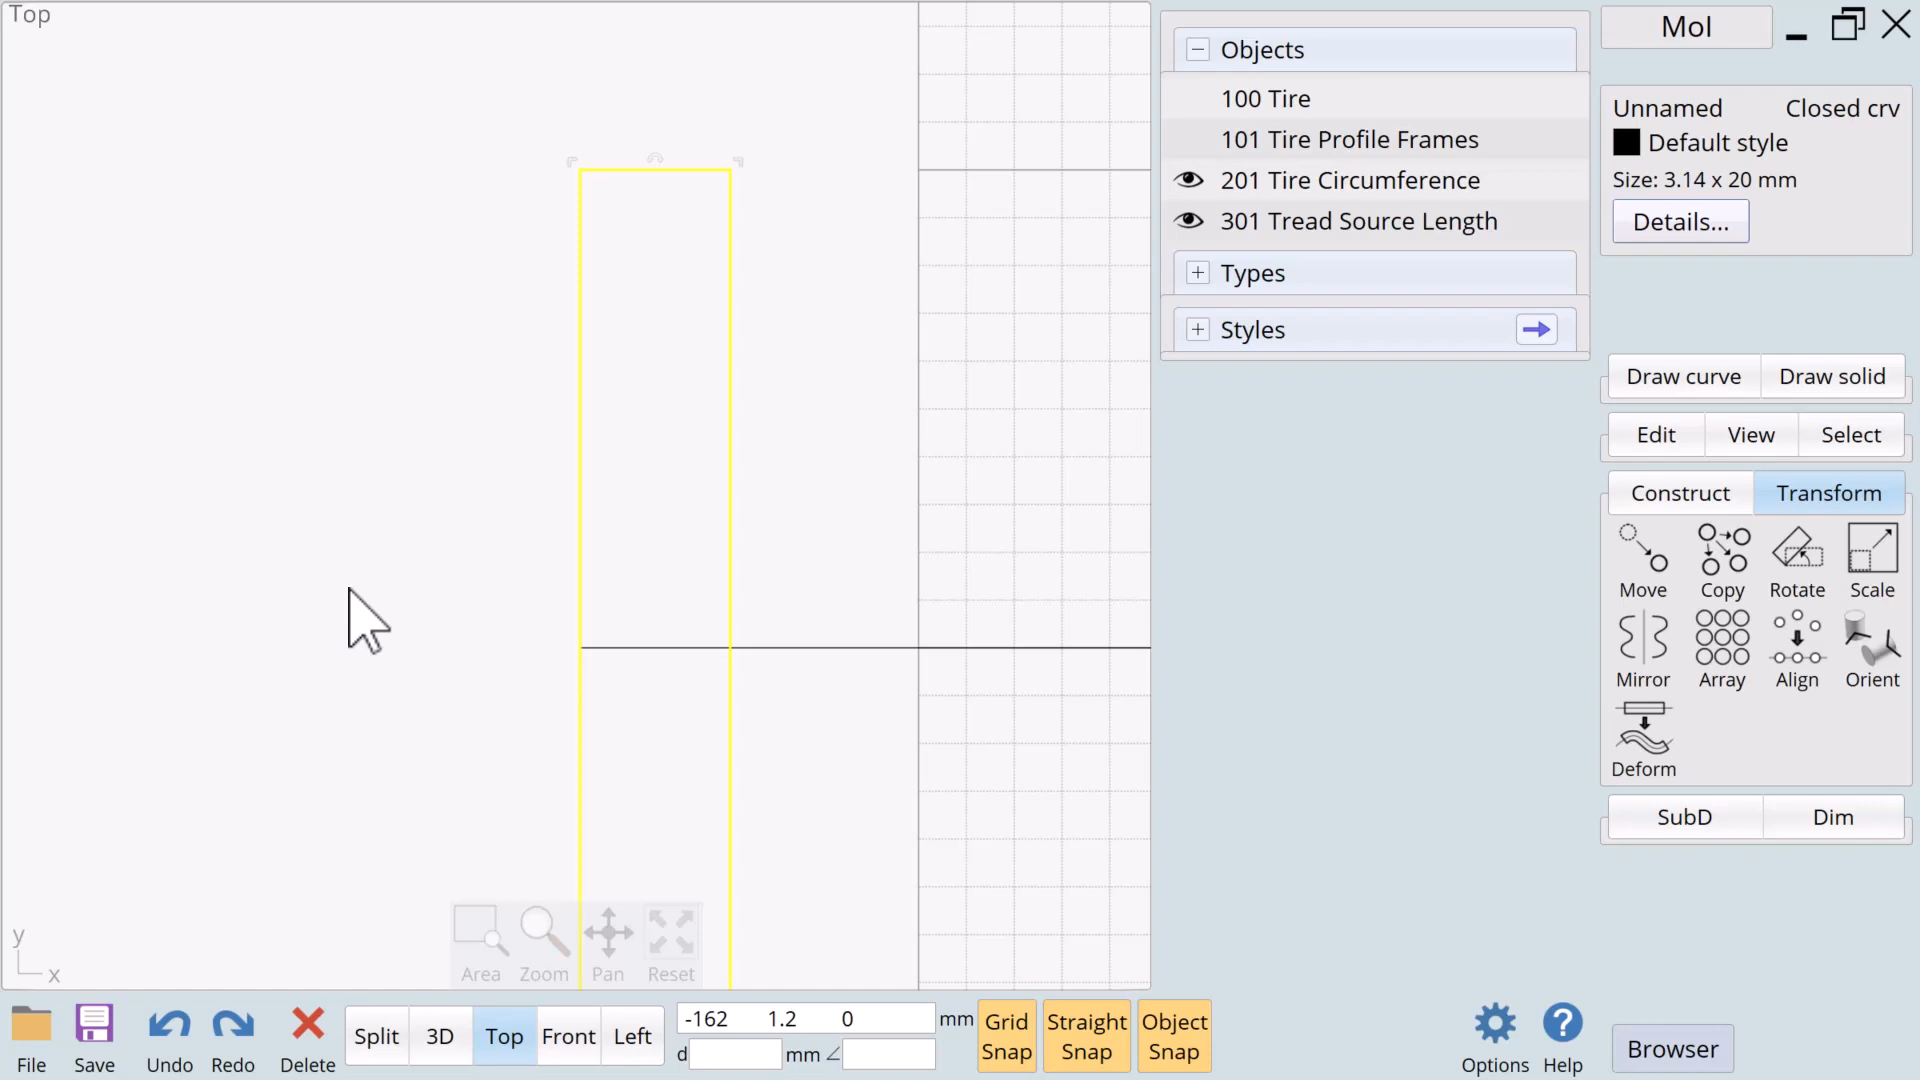 Top
Objects
100 Tire
101 Tire Profile Frames
201 Tire Circumference
301 Tread Source Length
Types
Styles
MoI
Unnamed Closed crv
Default style
Size: 3.14 x 20 mm
Details...
Draw curve Draw solid
Edit View Select
Construct Transform
Move Copy Rotate Scale
Mirror Array Align Orient
Deform
SubD Dim
y
x
Area Zoom Pan Reset
File Save Undo Redo Delete
Split 3D Top Front Left
-162 1.2 0 mm
d mm
Grid Snap
Straight Snap
Object Snap
Options Help
Browser